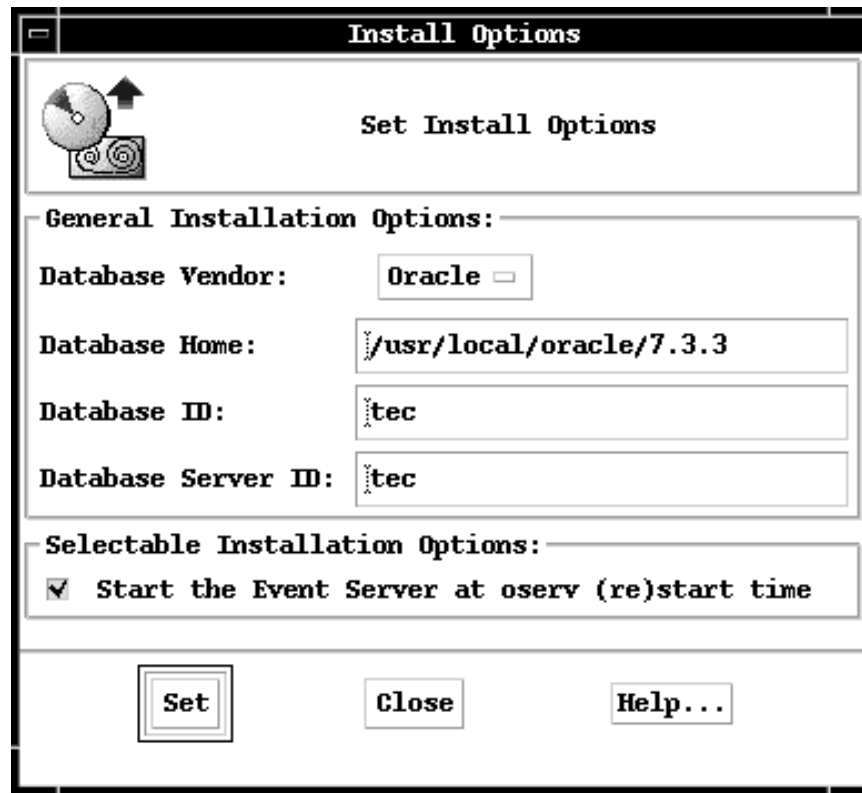 Install Options
Set Install Options
General Installation Options:
Database Vendor: Oracle
Database Home: /usr/local/oracle/7.3.3
Database ID: tec
Database Server ID: tec
Selectable Installation Options:
Start the Event Server at oserv (re)start time
Set Close Help...